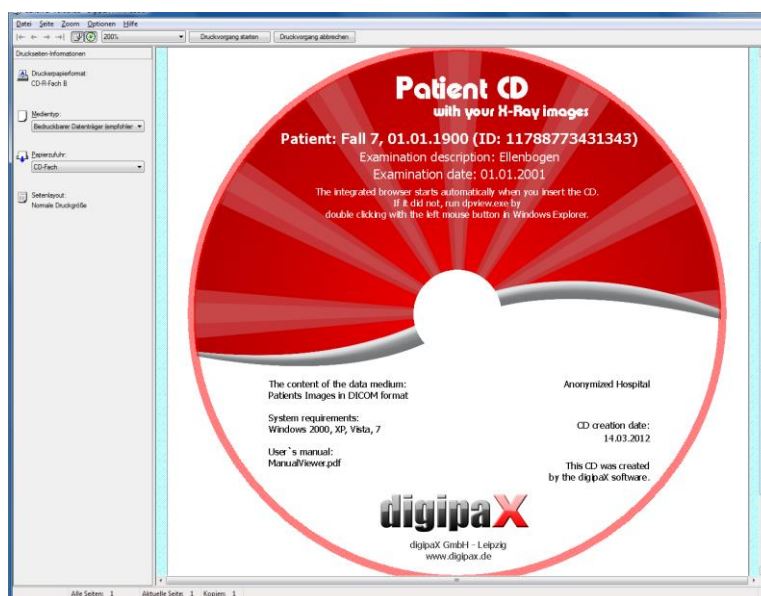 Datei Seite Zoom Optionen Hilfe
200% Druckvorgang starten Druckvorgang abbrechen
Druckseiten-Informationen
Druckerpapierformat:
CD-R-Fach B
Medientyp:
Bedruckbarer Datenträger (empfohlen
Papierzufuhr:
CD-Fach
Seitenlayout:
Normale Druckgröße
Patient CD
with your X-Ray images
Patient: Fall 7, 01.01.1900 (ID: 11788773431343)
Examination description: Ellenbogen
Examination date: 01.01.2001
The integrated browser starts automatically when you insert the CD.
If it did not, run dpview.exe by
double clicking with the left mouse button in Windows Explorer.
The content of the data medium:
Patients Images in DICOM format
System requirements:
Windows 2000, XP, Vista, 7
User`s manual:
ManualViewer.pdf
Anonymized Hospital
CD creation date:
14.03.2012
This CD was created
by the digipaX software.
digipaX
digipaX GmbH - Leipzig
www.digipax.de
Alle Seiten: 1 Aktuelle Seite: 1 Kopien: 1